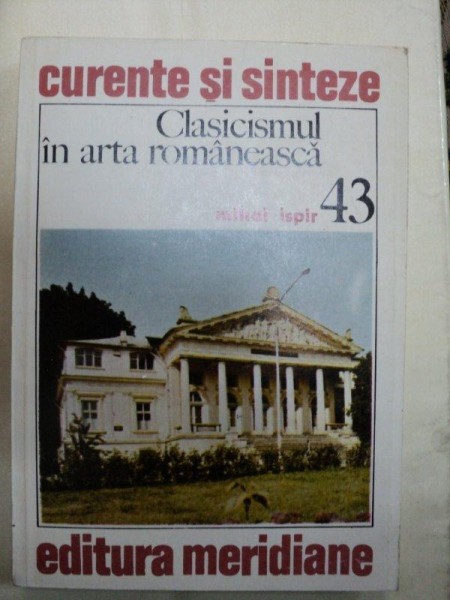 curente și sinteze
Clasicismul
în arta românească
mihai ispir 43
editura meridiane